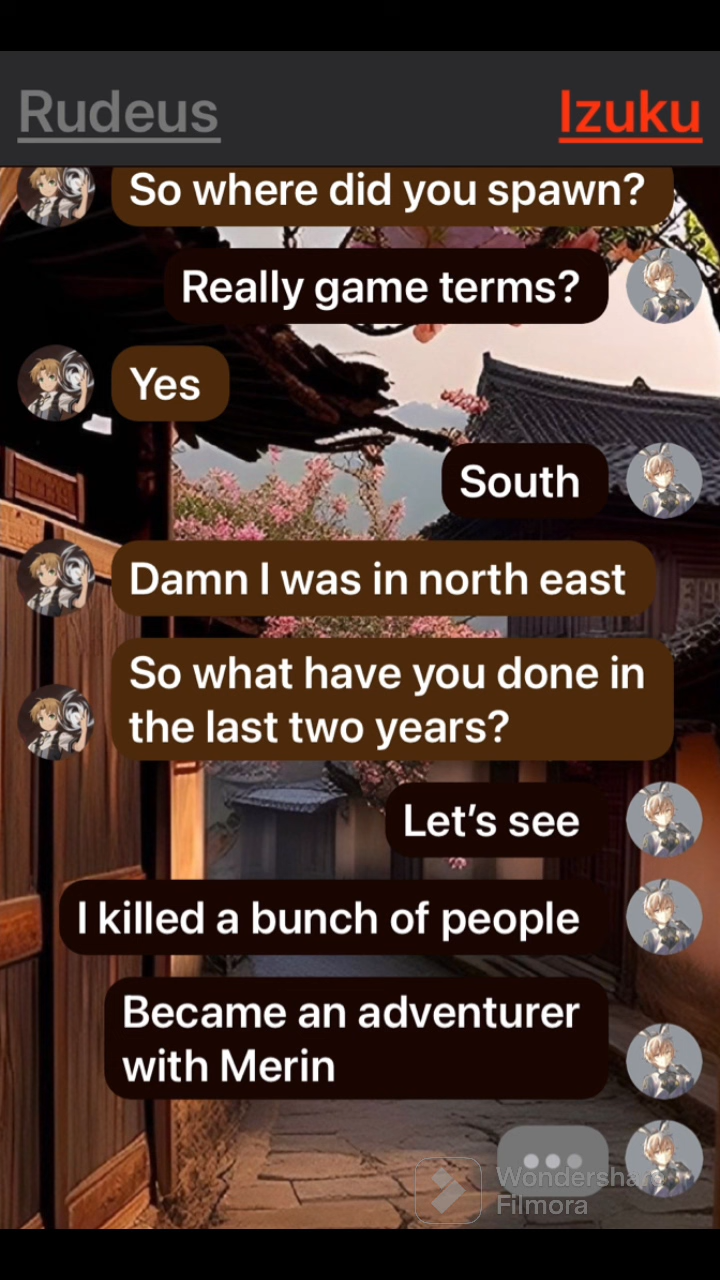 Rudeus
Izuku
So where did you spawn?
Really game terms?
Yes
South
Damn I was in north east
So what have you done in
the last two years?
Let's see
I killed a bunch of people
Became an adventurer
with Merin
Wondershare
Filmora